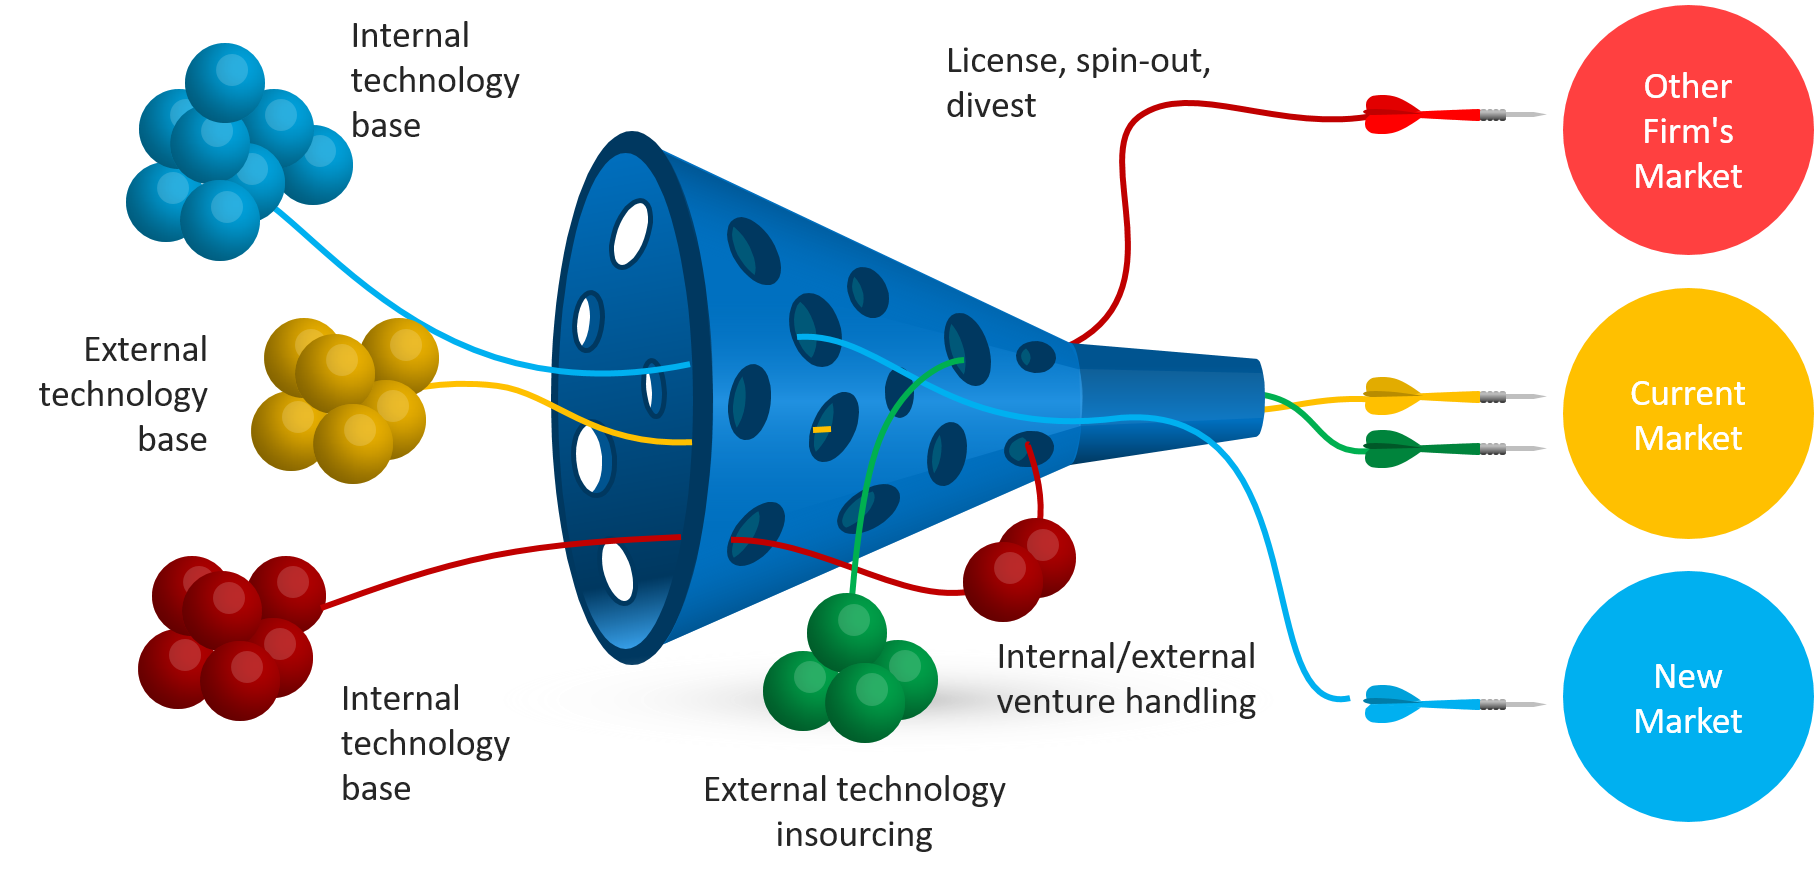 Internal
technology
base
License, spin-out,
divest
Other
Firm's
Market
External
technology
base
Current
Market
Internal
technology
base
Internal/external
venture handling
New
Market
External technology
insourcing